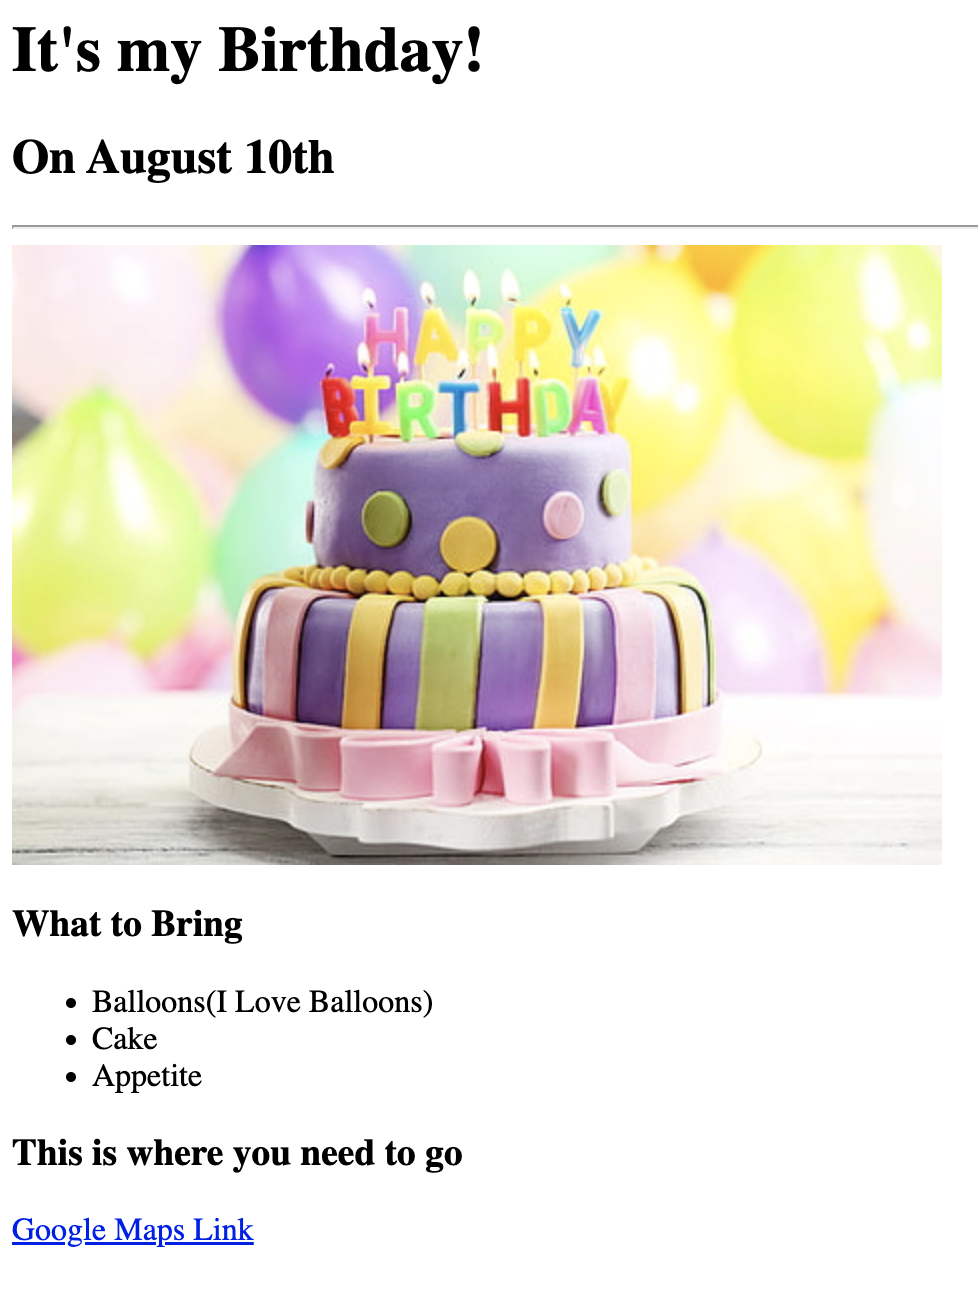 It's my Birthday!
On August 10th
HAPPY
BIRTHDAY
What to Bring
Balloons(I Love Balloons)
Cake
Appetite
This is where you need to go
Google Maps Link